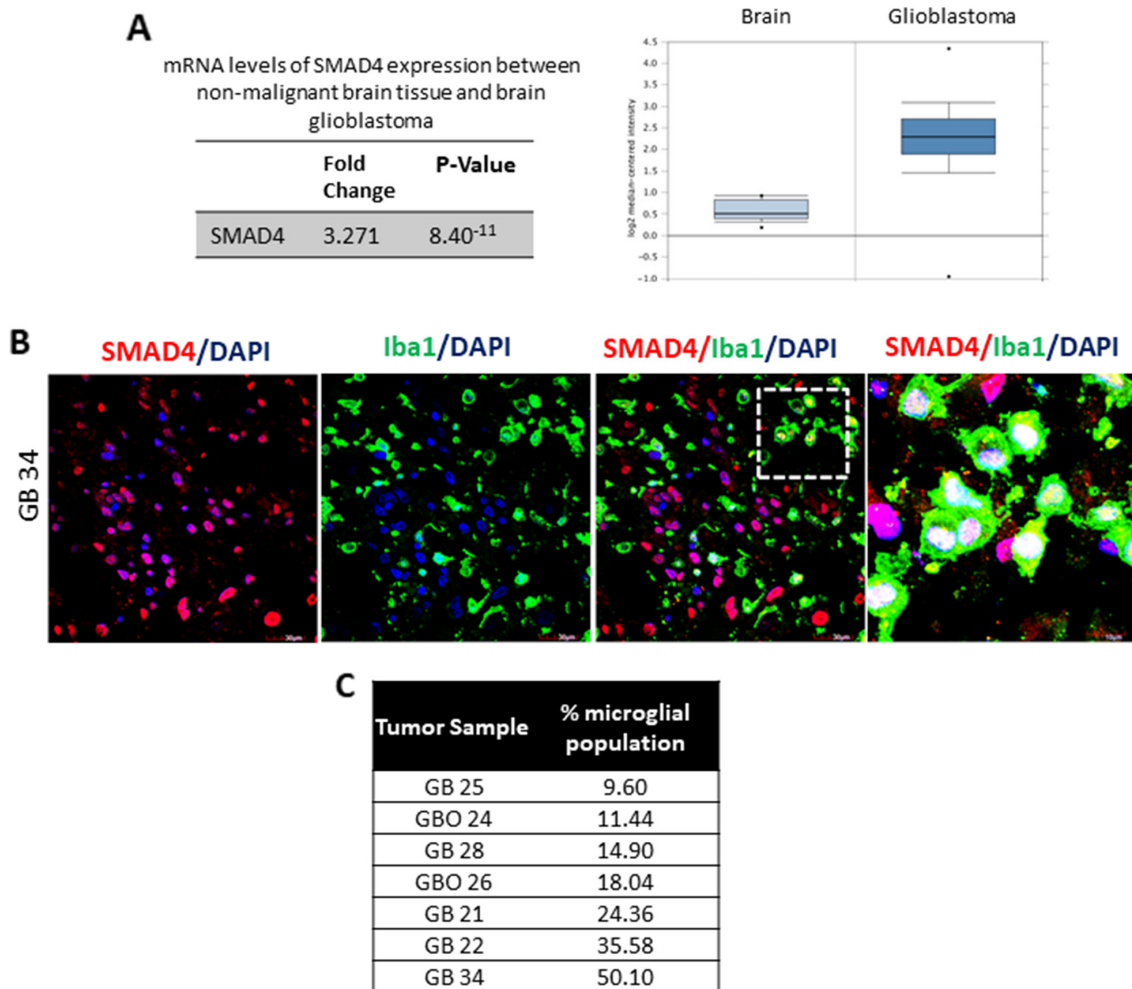 A
mRNA levels of SMAD4 expression between
non-malignant brain tissue and brain
glioblastoma
Fold
Change
P-Value
SMAD4 3.271 8.40-11
Brain Glioblastoma
log2 median-centered intensity
4.5
4.0
3.5
3.0
2.5
2.0
1.5
1.0
0.5
0.0
-0.5
-1.0
B
SMAD4/DAPI Iba1/DAPI SMAD4/Iba1/DAPI SMAD4/Iba1/DAPI
GB 34
30µm 30µm 30µm 10µm
C
Tumor Sample % microglial
population
GB 25 9.60
GBO 24 11.44
GB 28 14.90
GBO 26 18.04
GB 21 24.36
GB 22 35.58
GB 34 50.10